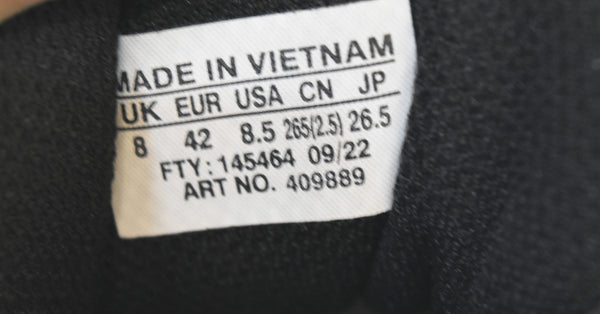 MADE IN VIETNAM
UK EUR USA CN JP
8 42 8.5 265(2.5) 26.5
FTY: 145464 09/22
ART NO. 409889